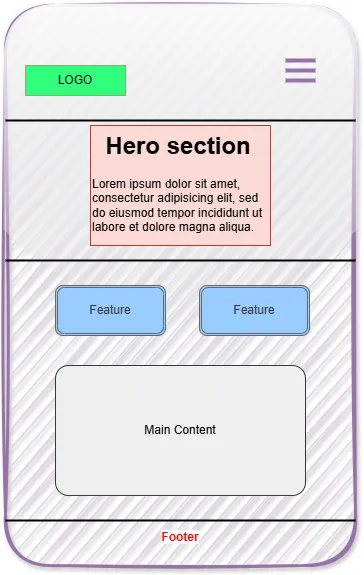 LOGO
Hero section
Lorem ipsum dolor sit amet,
consectetur adipisicing elit, sed
do eiusmod tempor incididunt ut
labore et dolore magna aliqua.
Feature
Feature
Main Content
Footer